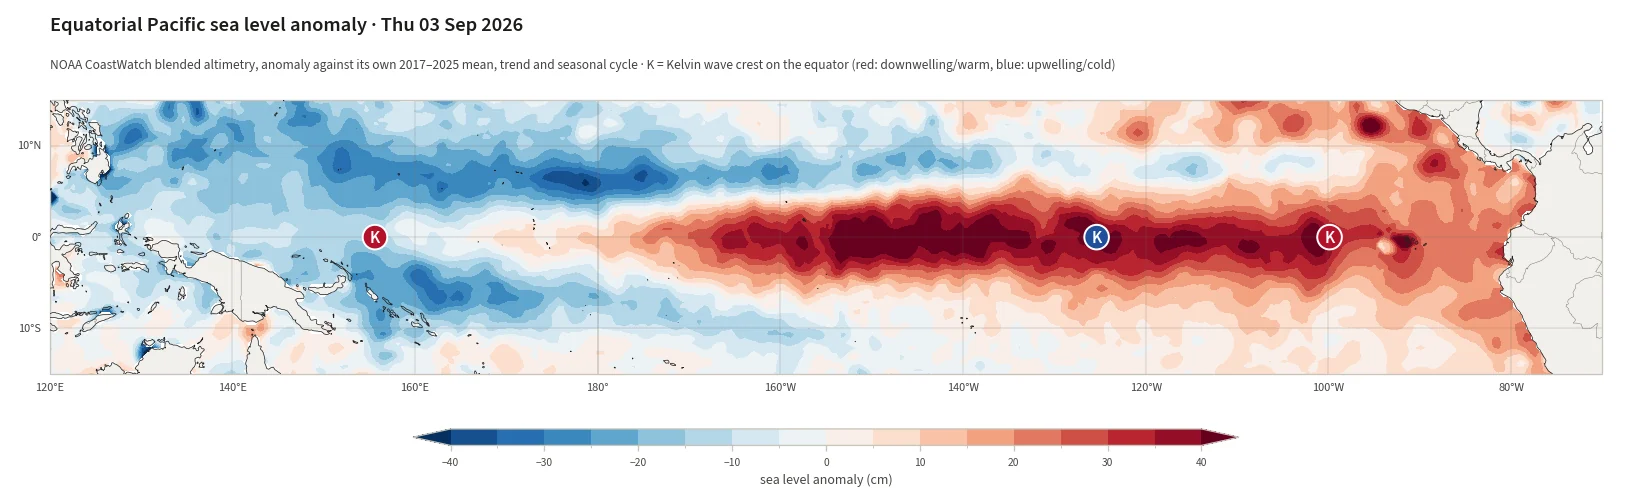 Equatorial Pacific sea level anomaly · Thu 03 Sep 2026
NOAA CoastWatch blended altimetry, anomaly against its own 2017–2025 mean, trend and seasonal cycle · K = Kelvin wave crest on the equator (red: downwelling/warm, blue: upwelling/cold)
10°N
0°
10°S
K K K
120°E 140°E 160°E 180° 160°W 140°W 120°W 100°W 80°W
−40 −30 −20 −10 0 10 20 30 40
sea level anomaly (cm)